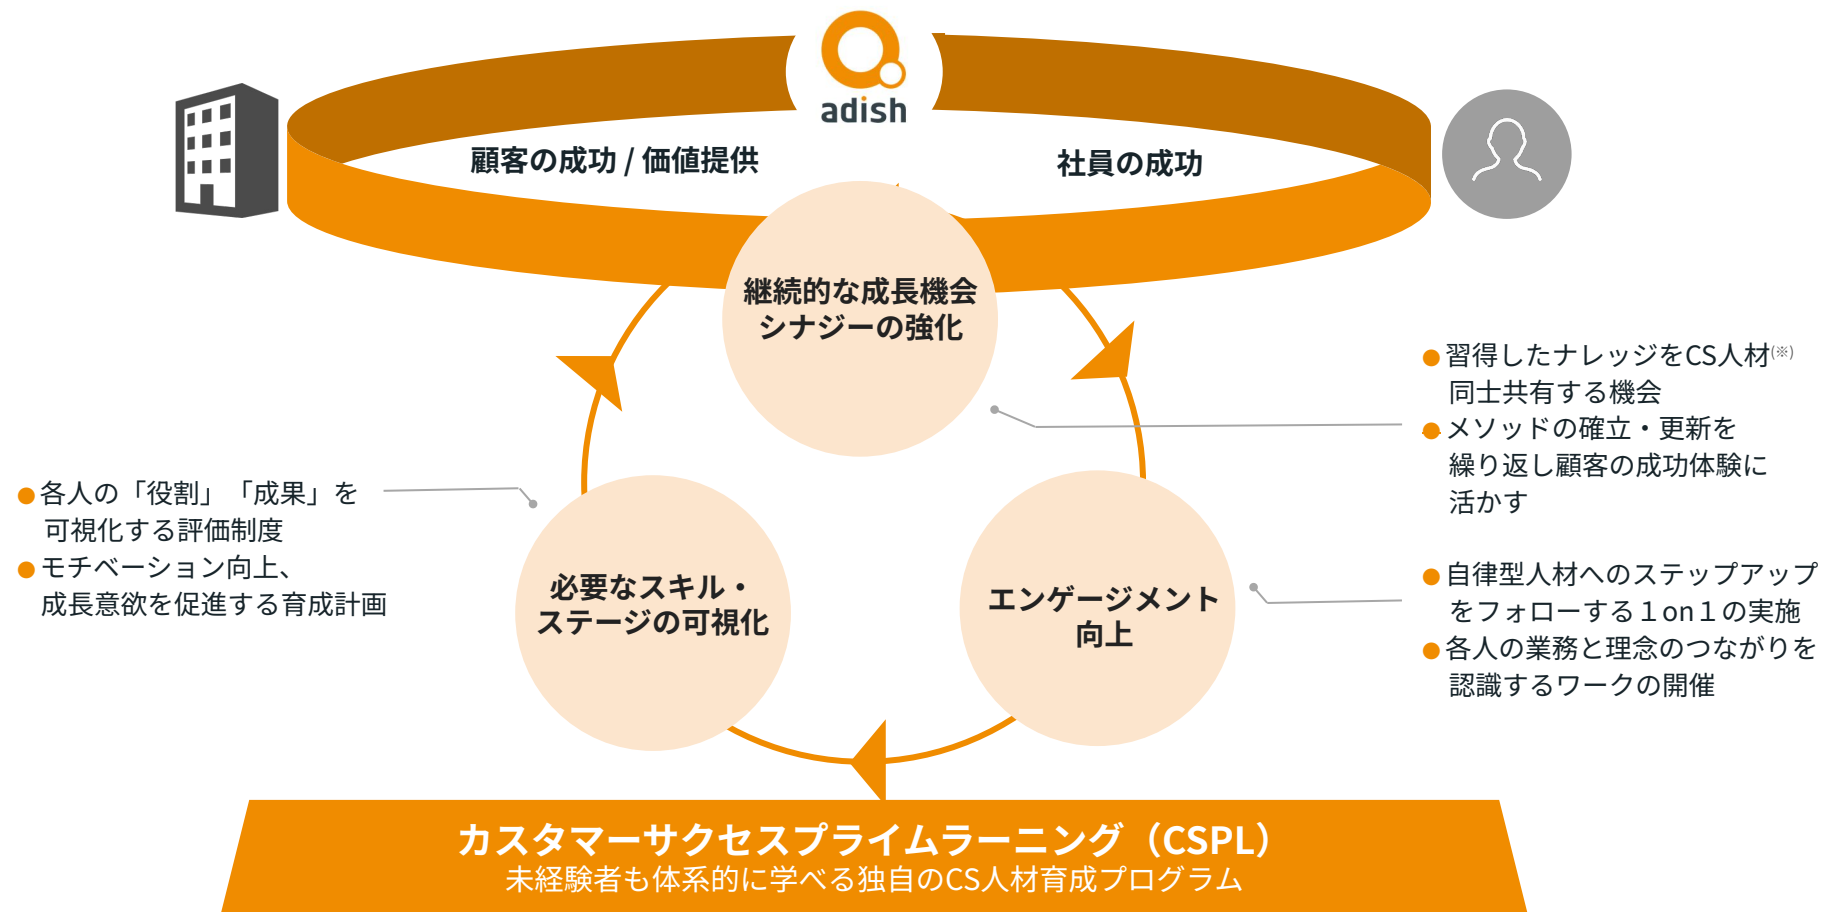 adish
顧客の成功 / 価値提供
社員の成功
継続的な成長機会
シナジーの強化
●習得したナレッジをCS人材(※)
同士共有する機会
●メソッドの確立・更新を
繰り返し顧客の成功体験に
活かす
●各人の「役割」「成果」を
可視化する評価制度
●モチベーション向上、
成長意欲を促進する育成計画
必要なスキル・
ステージの可視化
エンゲージメント
向上
●自律型人材へのステップアップ
をフォローする１on１の実施
●各人の業務と理念のつながりを
認識するワークの開催
カスタマーサクセスプライムラーニング（CSPL）
未経験者も体系的に学べる独自のCS人材育成プログラム